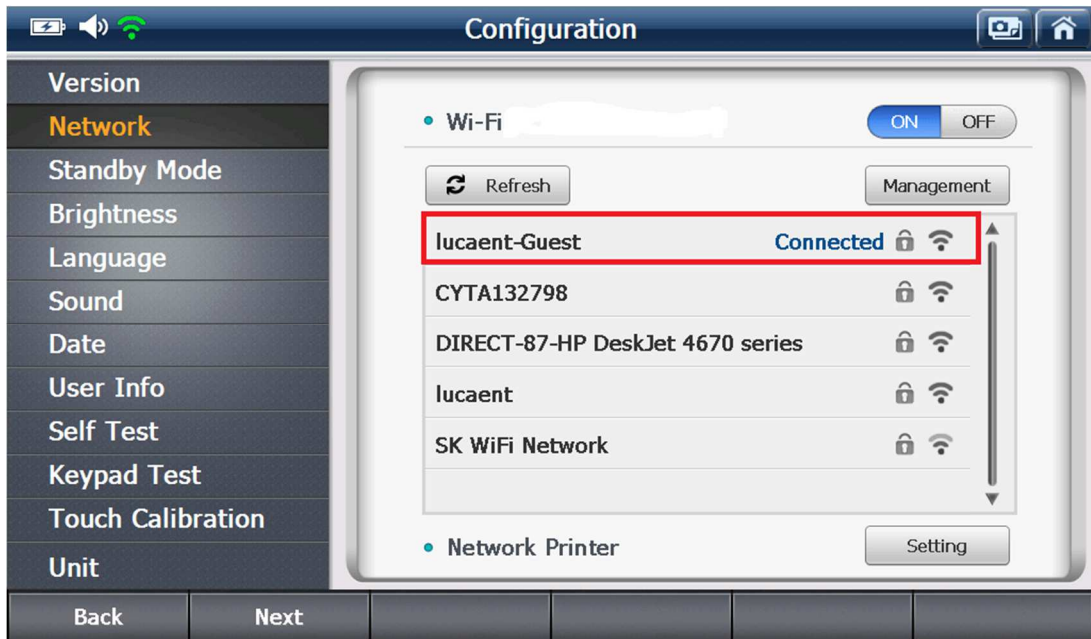 Configuration
Version
Network
Standby Mode
Brightness
Language
Sound
Date
User Info
Self Test
Keypad Test
Touch Calibration
Unit
Wi-Fi
ON OFF
Refresh
Management
lucaent-Guest Connected
CYTA132798
DIRECT-87-HP DeskJet 4670 series
lucaent
SK WiFi Network
Network Printer
Setting
Back Next